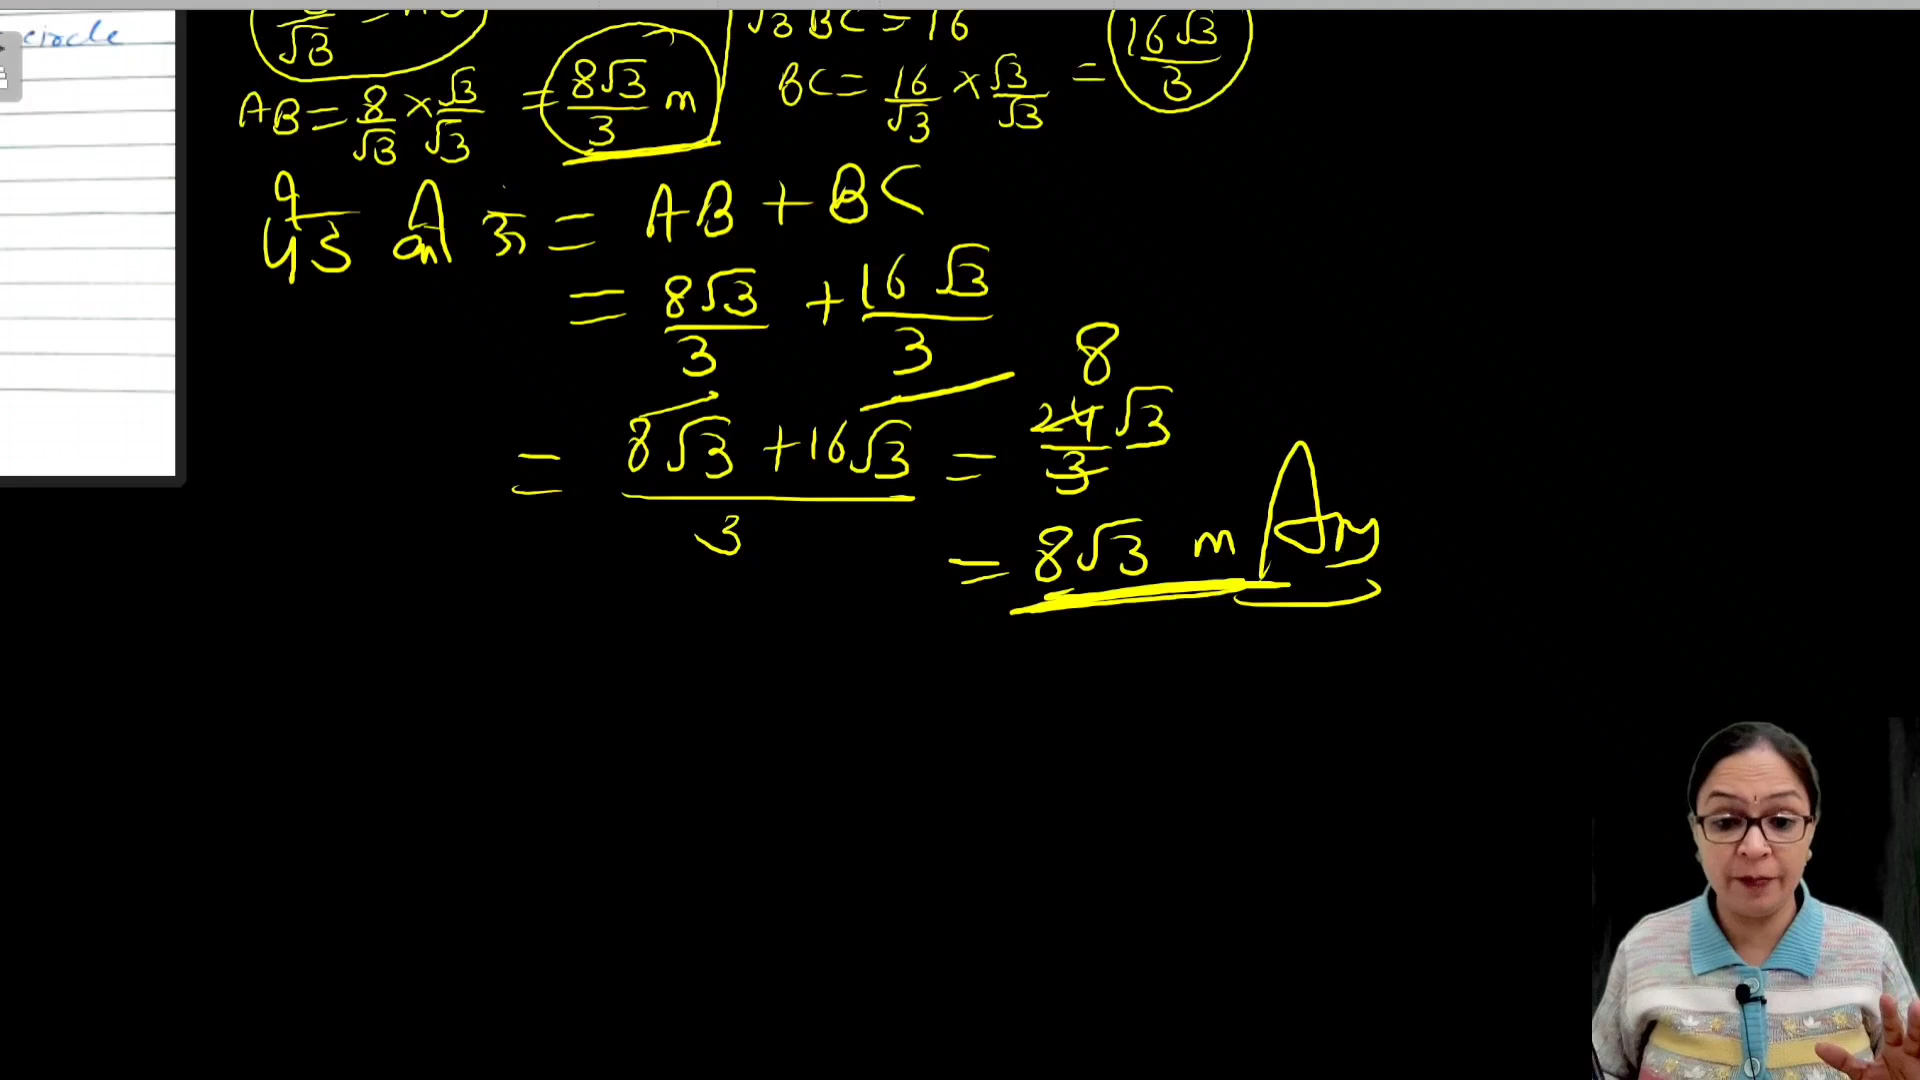 circle
√3
√3 BC = 16
16√3/3
AB = 8/√3 × √3/√3 = 8√3/3 m
BC = 16/√3 × √3/√3 =
= AB + BC
= 8√3/3 + 16√3/3
= (8√3 + 16√3)/3 = 24√3/3
8
= 8√3 m Ans